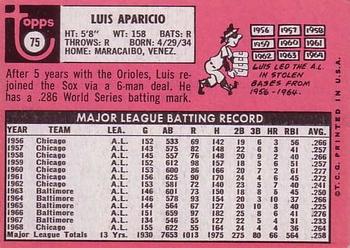 topps
75
LUIS APARICIO
HT: 5'8" WT: 158 BATS: R
THROWS: R BORN: 4/29/34
HOME: MARACAIBO, VENEZ.
After 5 years with the Orioles, Luis re-
joined the Sox via a 6-man deal. He
has a .286 World Series batting mark.
1956 1957 1958
1959 1960 1961
1962 1963 1964
LUIS LED THE A.L.
IN STOLEN
BASES FROM
1956-1964.
MAJOR LEAGUE BATTING RECORD
YEAR TEAM LEA. G AB R H 2B 3B HR RBI AVG.
1956 Chicago A.L. 152 533 69 142 19 6 3 56 .266
1957 Chicago A.L. 143 575 82 148 22 6 3 41 .257
1958 Chicago A.L. 145 557 76 148 20 9 2 40 .266
1959 Chicago A.L. 152 612 98 157 18 5 6 51 .257
1960 Chicago A.L. 153 600 86 166 20 7 2 61 .277
1961 Chicago A.L. 156 625 90 170 24 4 6 45 .272
1962 Chicago A.L. 153 581 72 140 23 5 7 40 .241
1963 Baltimore A.L. 146 601 73 150 18 8 5 45 .250
1964 Baltimore A.L. 146 578 93 154 20 3 10 37 .266
1965 Baltimore A.L. 144 564 67 127 20 10 8 40 .225
1966 Baltimore A.L. 151 659 97 182 25 8 6 41 .276
1967 Baltimore A.L. 134 546 55 127 22 5 4 31 .233
1968 Chicago A.L. 155 622 55 164 24 4 4 36 .264
Major League Totals 13 Yrs. 1930 7653 1013 1975 275 80 66 564 .258
© T.C.G. PRINTED IN U.S.A.